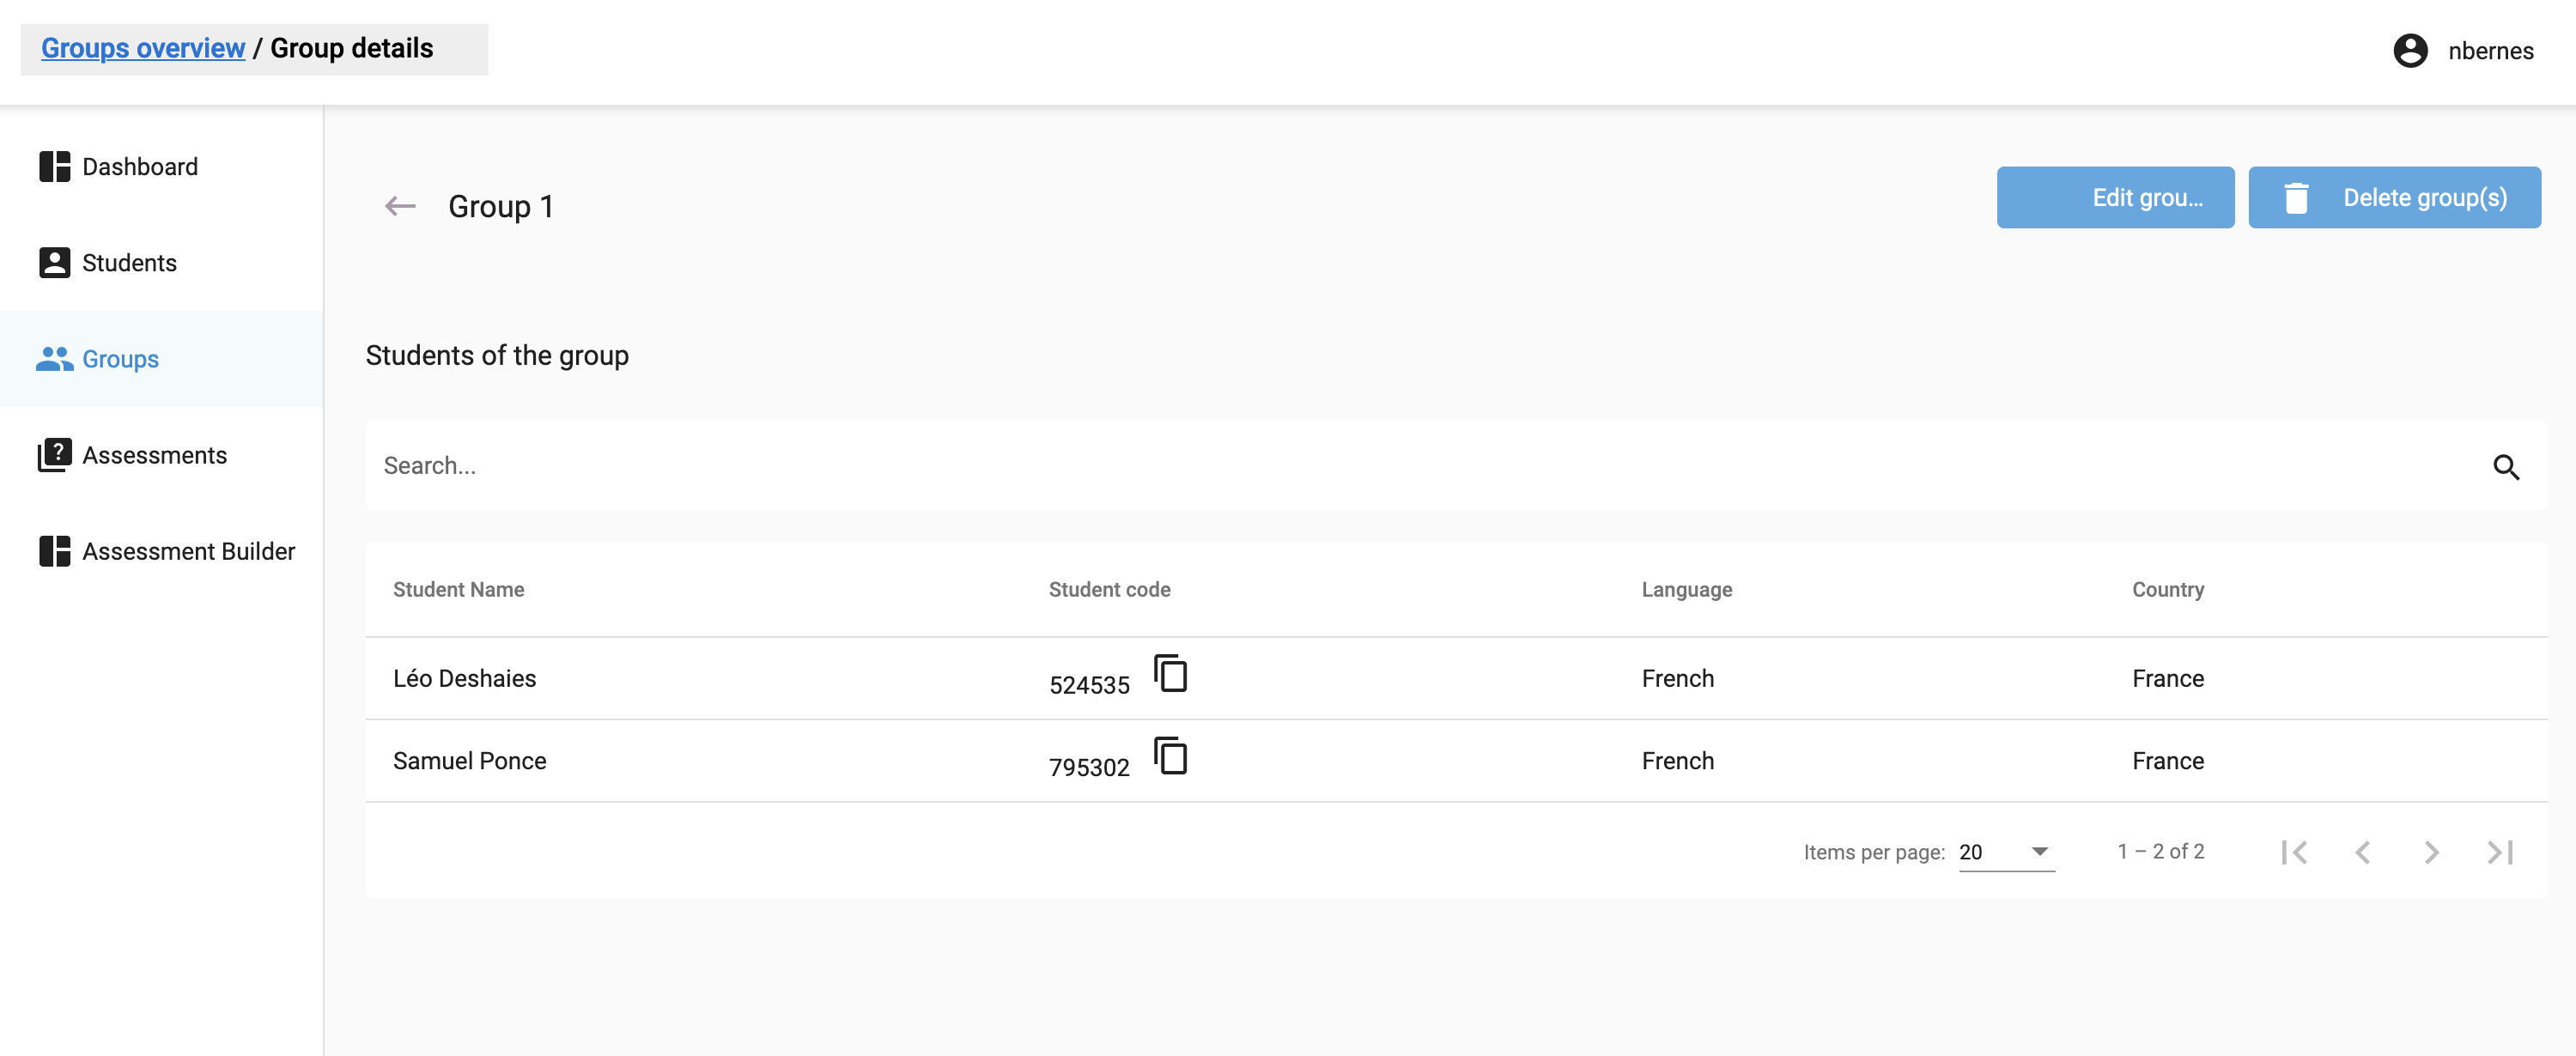 Groups overview / Group details
nbernes
Dashboard
Students
Groups
Assessments
Assessment Builder
Group 1
Edit grou...
Delete group(s)
Students of the group
Search...
Student Name Student code Language Country
Léo Deshaies 524535 French France
Samuel Ponce 795302 French France
Items per page: 20 1 – 2 of 2